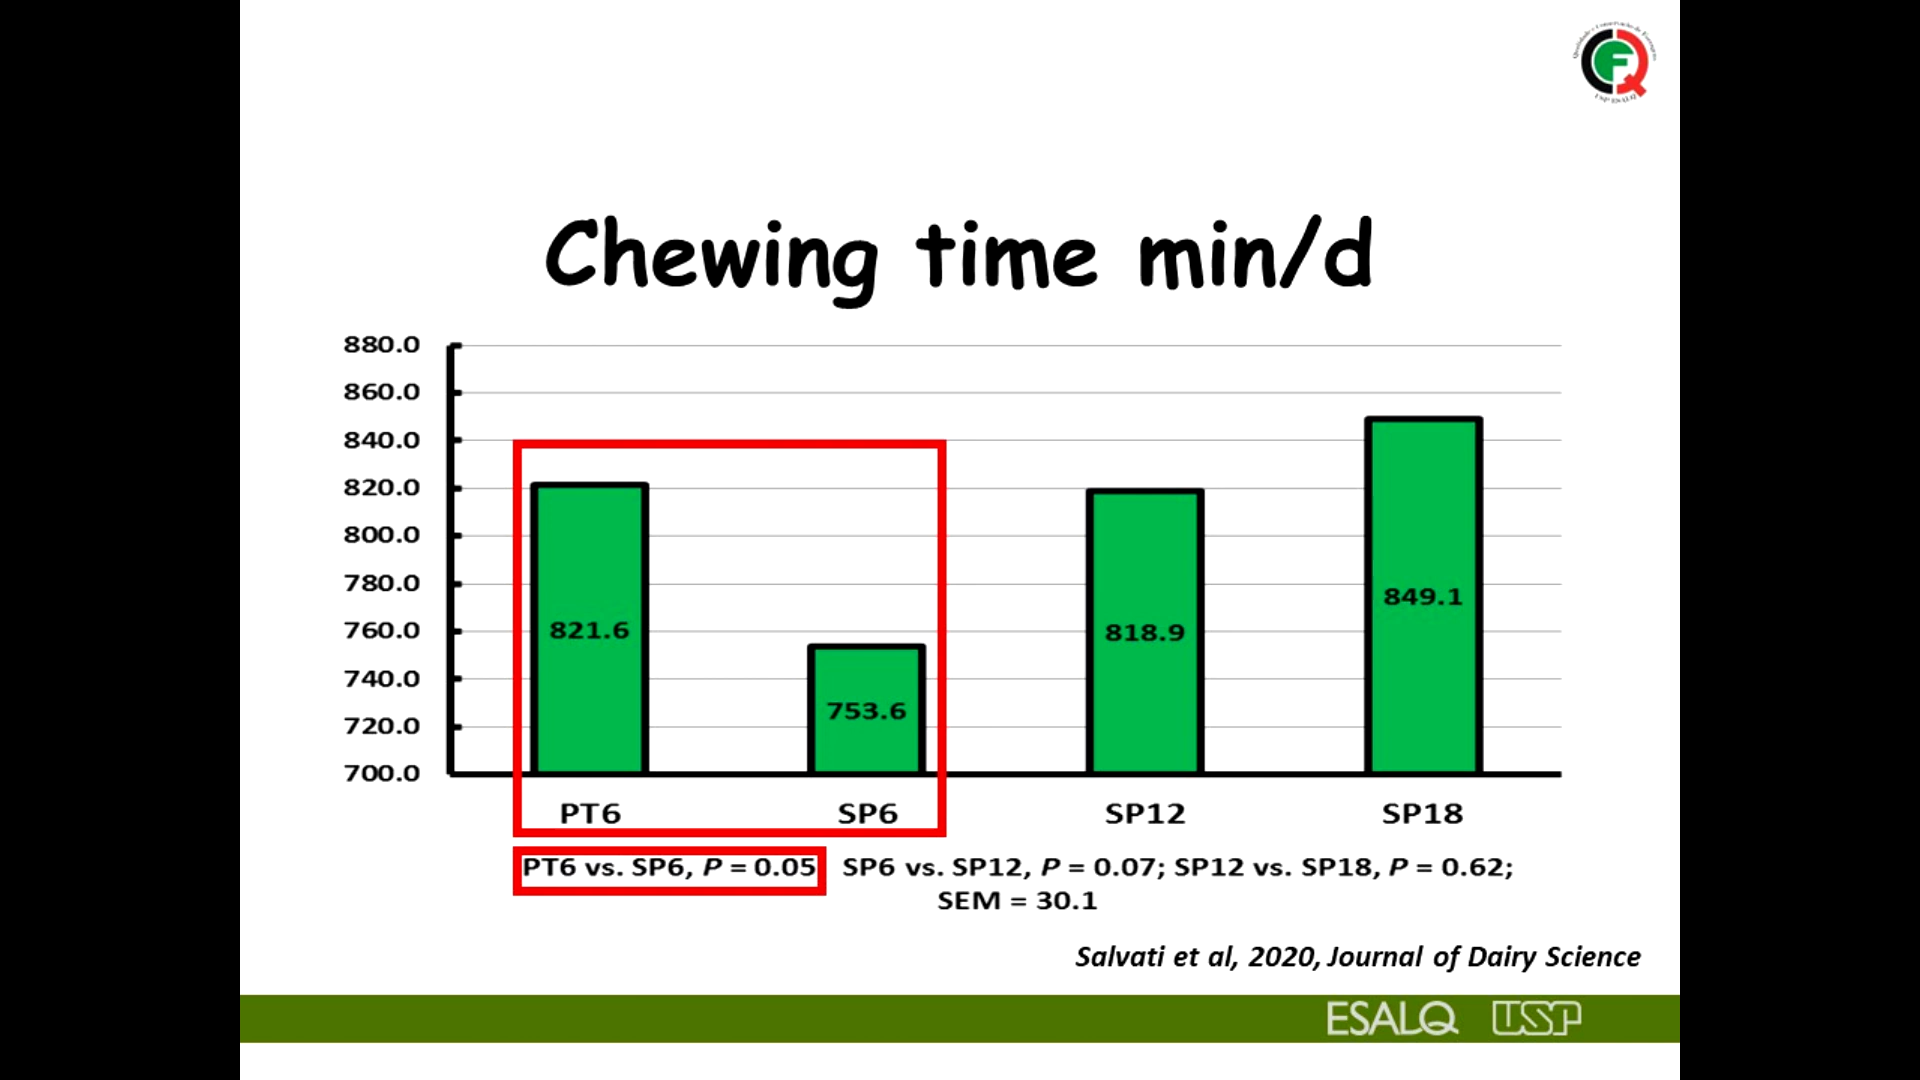 Chewing time min/d
880.0
860.0
840.0
820.0
800.0
780.0
760.0
740.0
720.0
700.0
821.6
753.6
818.9
849.1
PT6 SP6 SP12 SP18
PT6 vs. SP6, P = 0.05 SP6 vs. SP12, P = 0.07; SP12 vs. SP18, P = 0.62;
SEM = 30.1
Salvati et al, 2020, Journal of Dairy Science
ESALQ USP